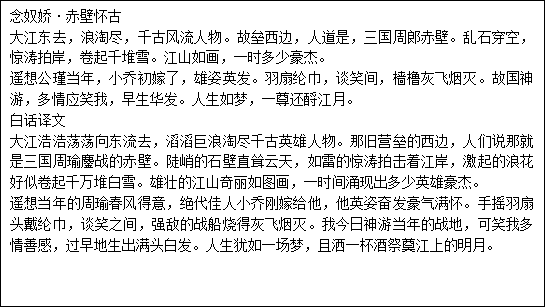 念奴娇·赤壁怀古
大江东去，浪淘尽，千古风流人物。故垒西边，人道是，三国周郎赤壁。乱石穿空，
惊涛拍岸，卷起千堆雪。江山如画，一时多少豪杰。
遥想公瑾当年，小乔初嫁了，雄姿英发。羽扇纶巾，谈笑间，樯橹灰飞烟灭。故国神
游，多情应笑我，早生华发。人生如梦，一尊还酹江月。
白话译文
大江浩浩荡荡向东流去，滔滔巨浪淘尽千古英雄人物。那旧营垒的西边，人们说那就
是三国周瑜鏖战的赤壁。陡峭的石壁直耸云天，如雷的惊涛拍击着江岸，激起的浪花
好似卷起千万堆白雪。雄壮的江山奇丽如图画，一时间涌现出多少英雄豪杰。
遥想当年的周瑜春风得意，绝代佳人小乔刚嫁给他，他英姿奋发豪气满怀。手摇羽扇
头戴纶巾，谈笑之间，强敌的战船烧得灰飞烟灭。我今日神游当年的战地，可笑我多
情善感，过早地生出满头白发。人生犹如一场梦，且洒一杯酒祭奠江上的明月。